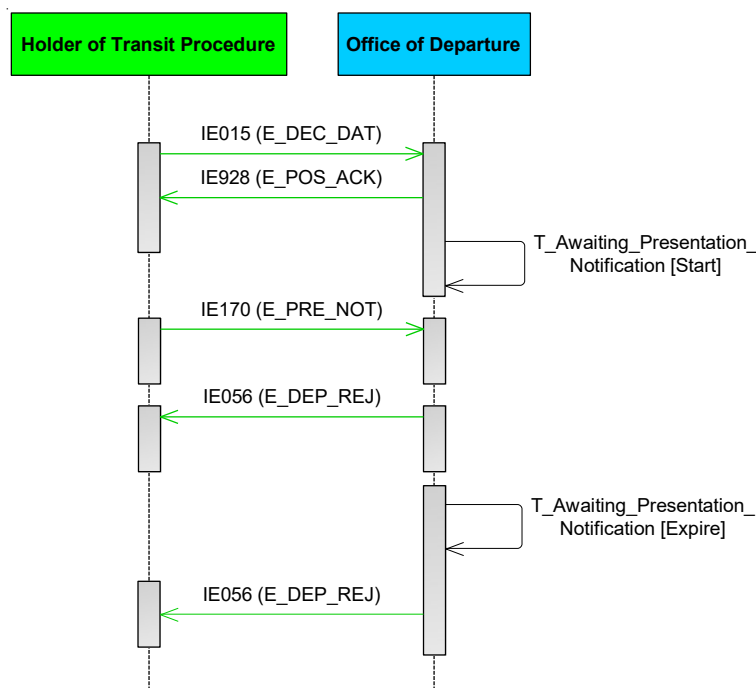 Holder of Transit Procedure
Office of Departure
IE015 (E_DEC_DAT)
IE928 (E_POS_ACK)
T_Awaiting_Presentation_
Notification [Start]
IE170 (E_PRE_NOT)
IE056 (E_DEP_REJ)
T_Awaiting_Presentation_
Notification [Expire]
IE056 (E_DEP_REJ)